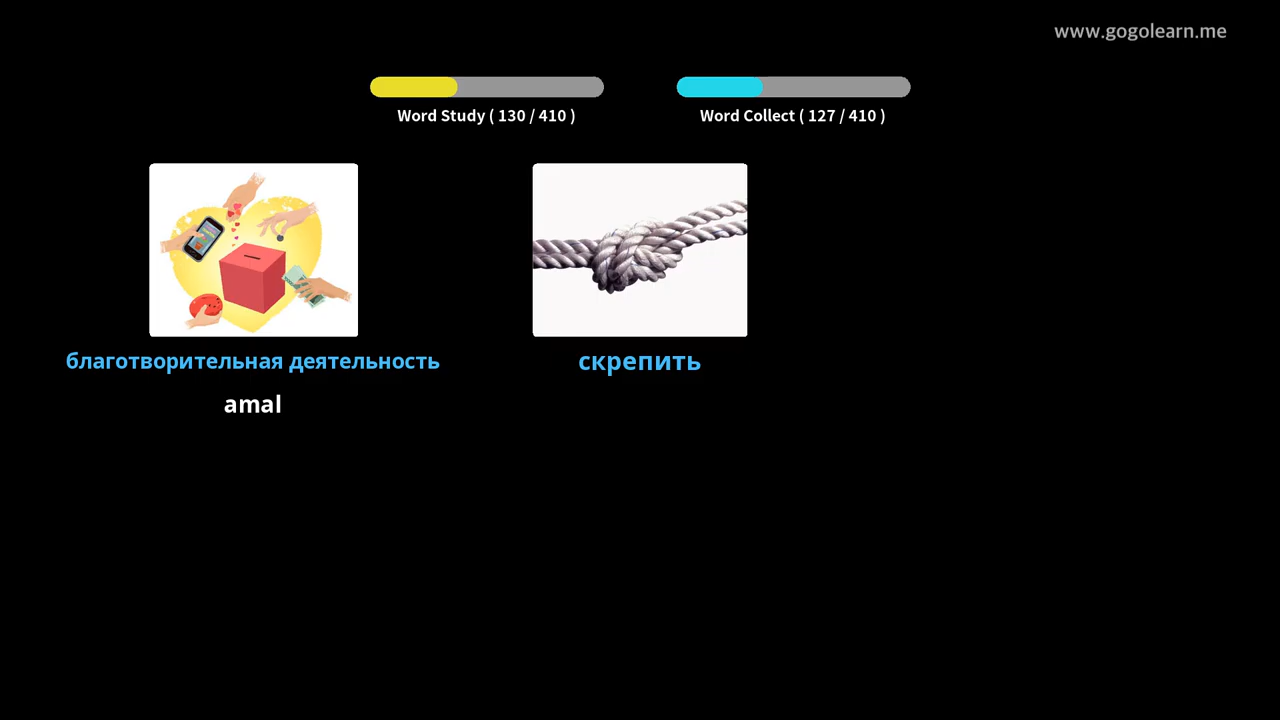 www.gogolearn.me
Word Study ( 130 / 410 )
Word Collect ( 127 / 410 )
благотворительная деятельность
amal
скрепить